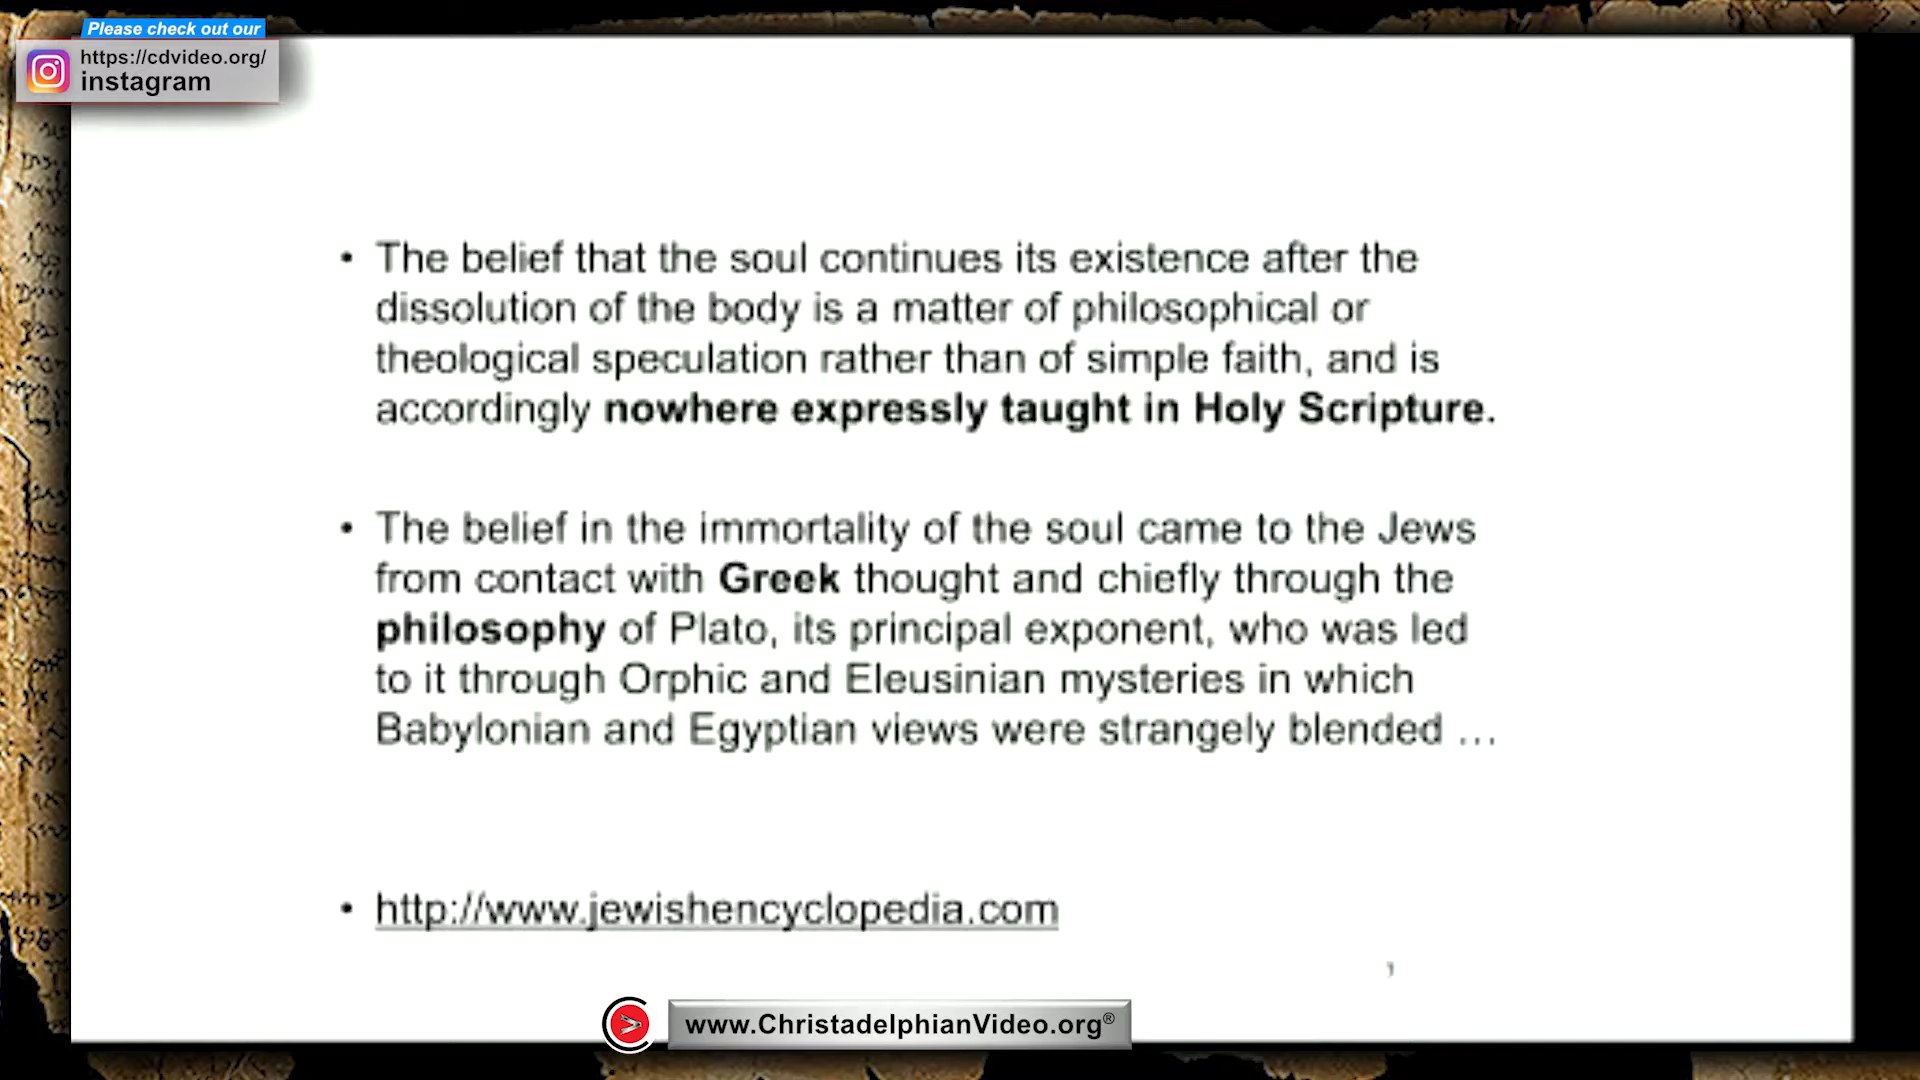 Please check out our
https://cdvideo.org/
instagram
• The belief that the soul continues its existence after the
dissolution of the body is a matter of philosophical or
theological speculation rather than of simple faith, and is
accordingly nowhere expressly taught in Holy Scripture.
• The belief in the immortality of the soul came to the Jews
from contact with Greek thought and chiefly through the
philosophy of Plato, its principal exponent, who was led
to it through Orphic and Eleusinian mysteries in which
Babylonian and Egyptian views were strangely blended …
• http://www.jewishencyclopedia.com
www.ChristadelphianVideo.org®